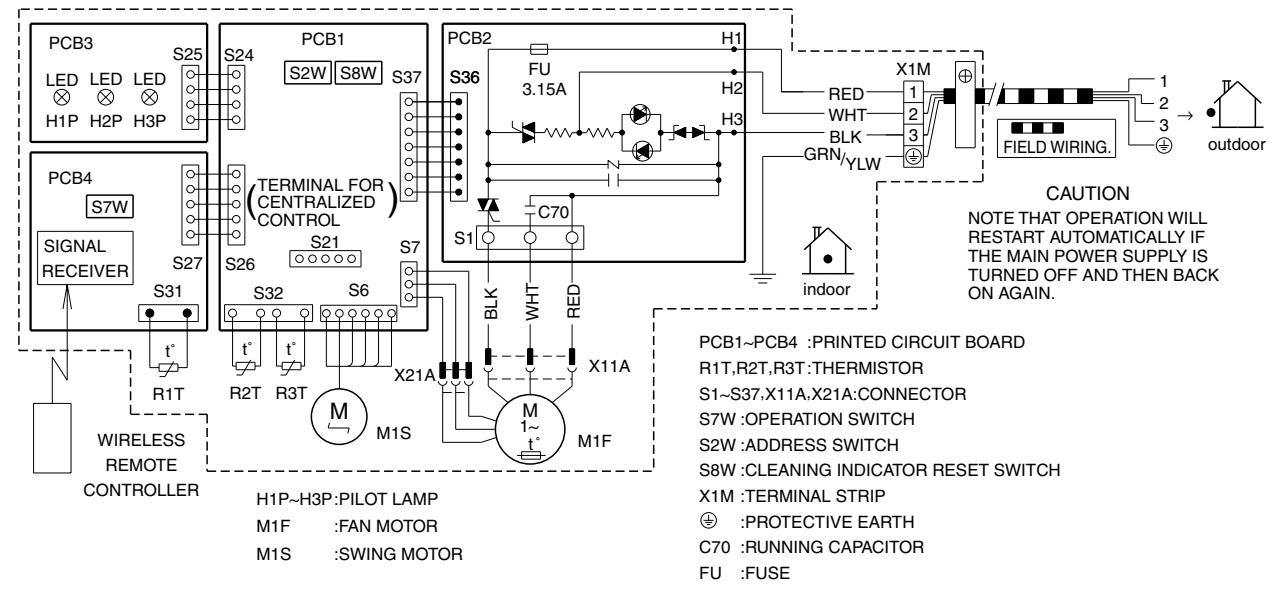 PCB3
LED LED LED
H1P H2P H3P
S25
S24
PCB1
S2W S8W
S37
PCB2
S36
FU
3.15A
H1
H2
H3
X1M
RED
WHT
BLK
GRN/YLW
1
2
3
1
2
3
→
outdoor
FIELD WIRING.
PCB4
S7W
SIGNAL
RECEIVER
S27
S26
(TERMINAL FOR
CENTRALIZED
CONTROL)
S21
S7
S31
S32
S6
C70
S1
BLK
WHT
RED
indoor
CAUTION
NOTE THAT OPERATION WILL
RESTART AUTOMATICALLY IF
THE MAIN POWER SUPPLY IS
TURNED OFF AND THEN BACK
ON AGAIN.
t°
R1T
t°
R2T
t°
R3T
X21A
X11A
M
M1S
M
1~
t°
M1F
WIRELESS
REMOTE
CONTROLLER
H1P~H3P:PILOT LAMP
M1F :FAN MOTOR
M1S :SWING MOTOR
PCB1~PCB4 :PRINTED CIRCUIT BOARD
R1T,R2T,R3T:THERMISTOR
S1~S37,X11A,X21A:CONNECTOR
S7W :OPERATION SWITCH
S2W :ADDRESS SWITCH
S8W :CLEANING INDICATOR RESET SWITCH
X1M :TERMINAL STRIP
:PROTECTIVE EARTH
C70 :RUNNING CAPACITOR
FU :FUSE